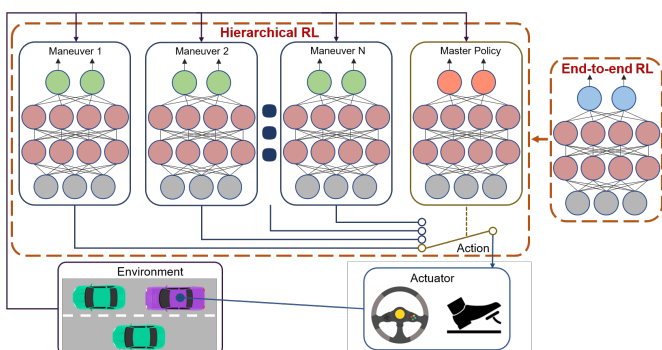 Hierarchical RL
Maneuver 1
Maneuver 2
Maneuver N
Master Policy
End-to-end RL
Action
Environment
Actuator